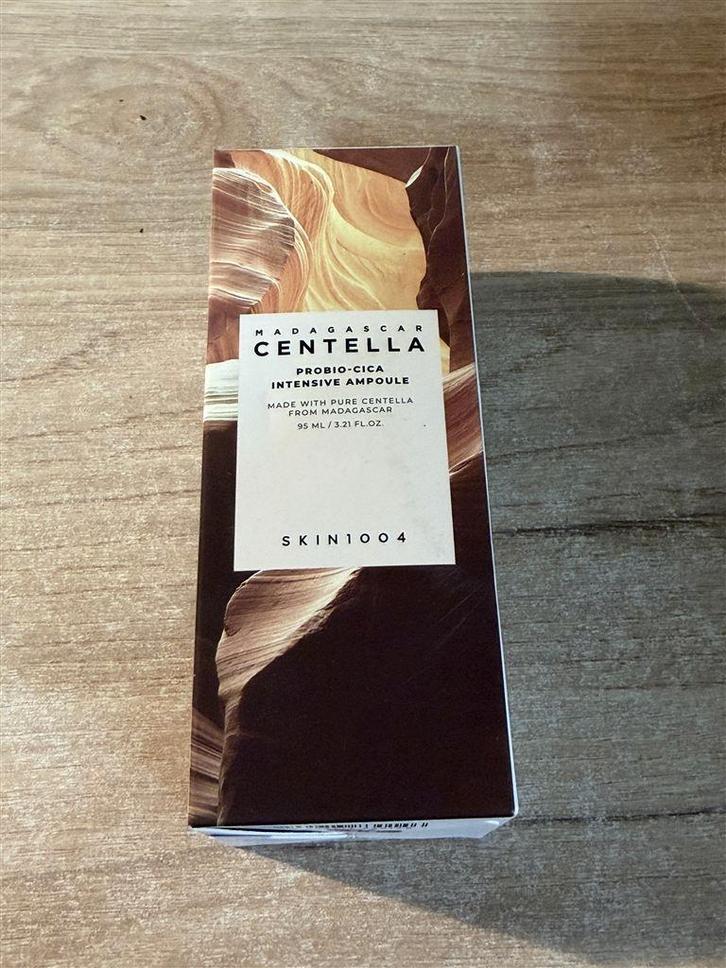 MADAGASCAR
CENTELLA
PROBIO-CICA
INTENSIVE AMPOULE
MADE WITH PURE CENTELLA
FROM MADAGASCAR
95 ML / 3.21 FL.OZ.
SKIN1004